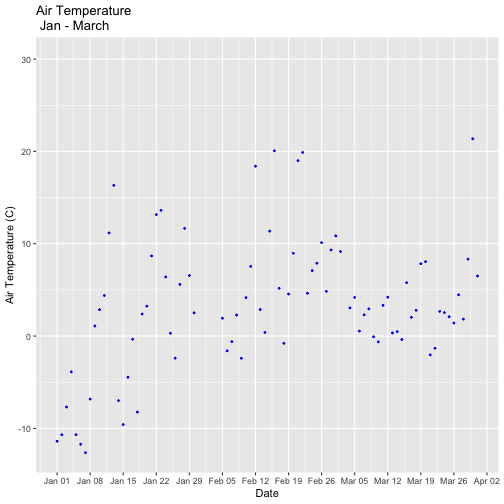 Air Temperature
Jan - March
30
20
10
0
-10
Air Temperature (C)
Jan 01 Jan 08 Jan 15 Jan 22 Jan 29 Feb 05 Feb 12 Feb 19 Feb 26 Mar 05 Mar 12 Mar 19 Mar 26 Apr 02
Date